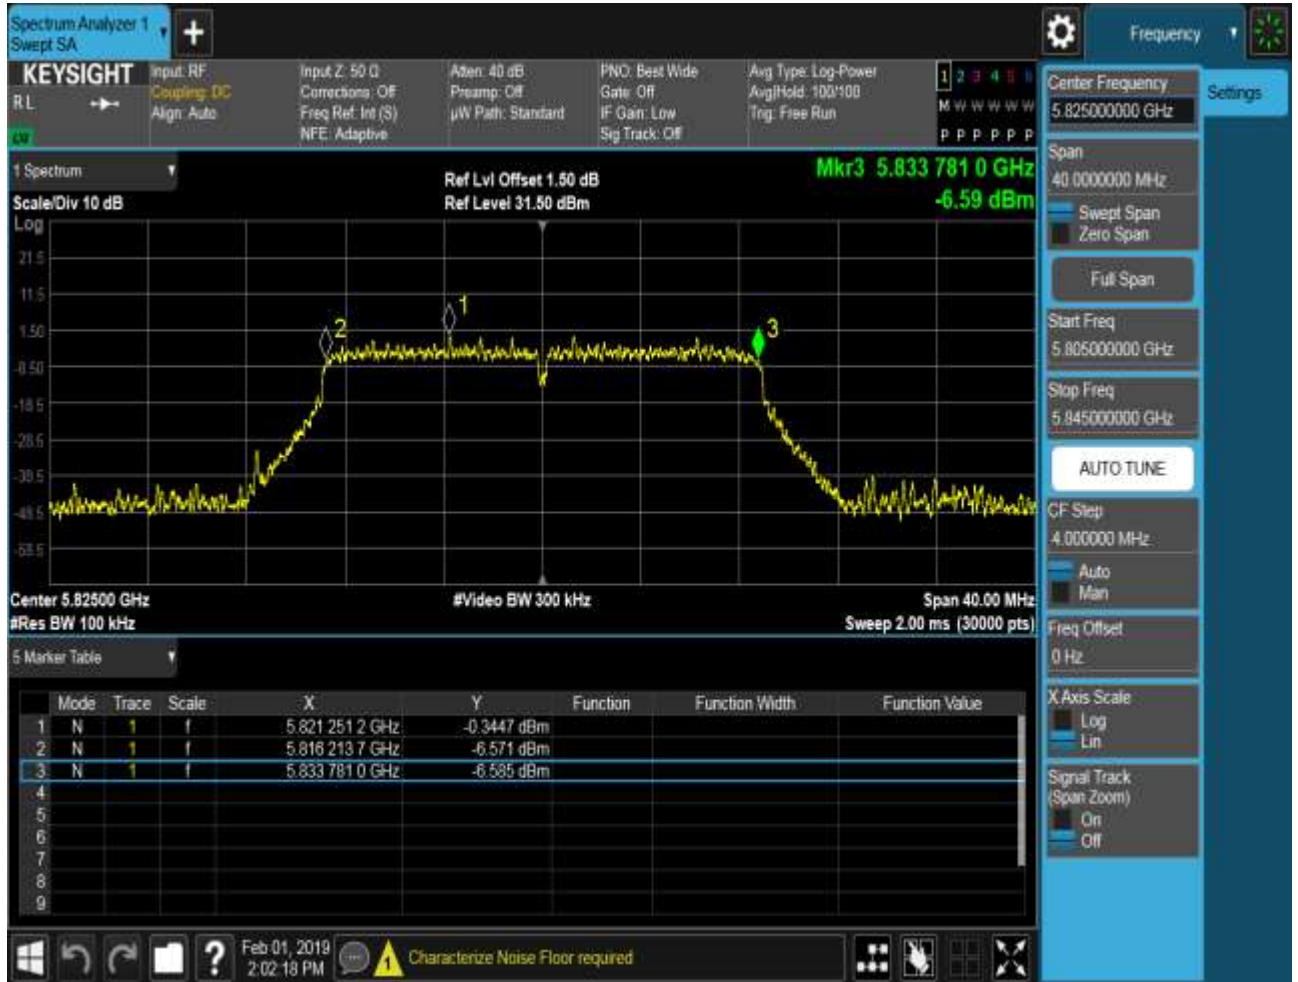 Spectrum Analyzer 1
Swept SA
+
Frequency
KEYSIGHT
Input: RF
Input Z: 50 Ω
Atten: 40 dB
PNO: Best Wide
Avg Type: Log-Power
1 2 3 4 5 6
R L
Coupling: DC
Corrections: Off
Preamp: Off
Gate: Off
Avg|Hold: 100/100
M W W W W W
Align: Auto
Freq Ref: Int (S)
µW Path: Standard
IF Gain: Low
Trig: Free Run
NFE: Adaptive
Sig Track: Off
P P P P P P
Center Frequency
5.825000000 GHz
Settings
1 Spectrum
Ref Lvl Offset 1.50 dB
Mkr3 5.833 781 0 GHz
Scale/Div 10 dB
Ref Level 31.50 dBm
-6.59 dBm
Log
21.5
11.5
1.50
-8.50
-18.5
-28.5
-38.5
-48.5
-58.5
2
1
3
Center 5.82500 GHz
#Video BW 300 kHz
Span 40.00 MHz
#Res BW 100 kHz
Sweep 2.00 ms (30000 pts)
Span
40.0000000 MHz
Swept Span
Zero Span
Full Span
Start Freq
5.805000000 GHz
Stop Freq
5.845000000 GHz
AUTO TUNE
CF Step
4.000000 MHz
Auto
Man
Freq Offset
0 Hz
X Axis Scale
Log
Lin
Signal Track
(Span Zoom)
On
Off
5 Marker Table
Mode Trace Scale X Y Function Function Width Function Value
1 N 1 f 5.821 251 2 GHz -0.3447 dBm
2 N 1 f 5.816 213 7 GHz -6.571 dBm
3 N 1 f 5.833 781 0 GHz -6.585 dBm
4
5
6
7
8
9
?
Feb 01, 2019
2:02:18 PM
1
Characterize Noise Floor required